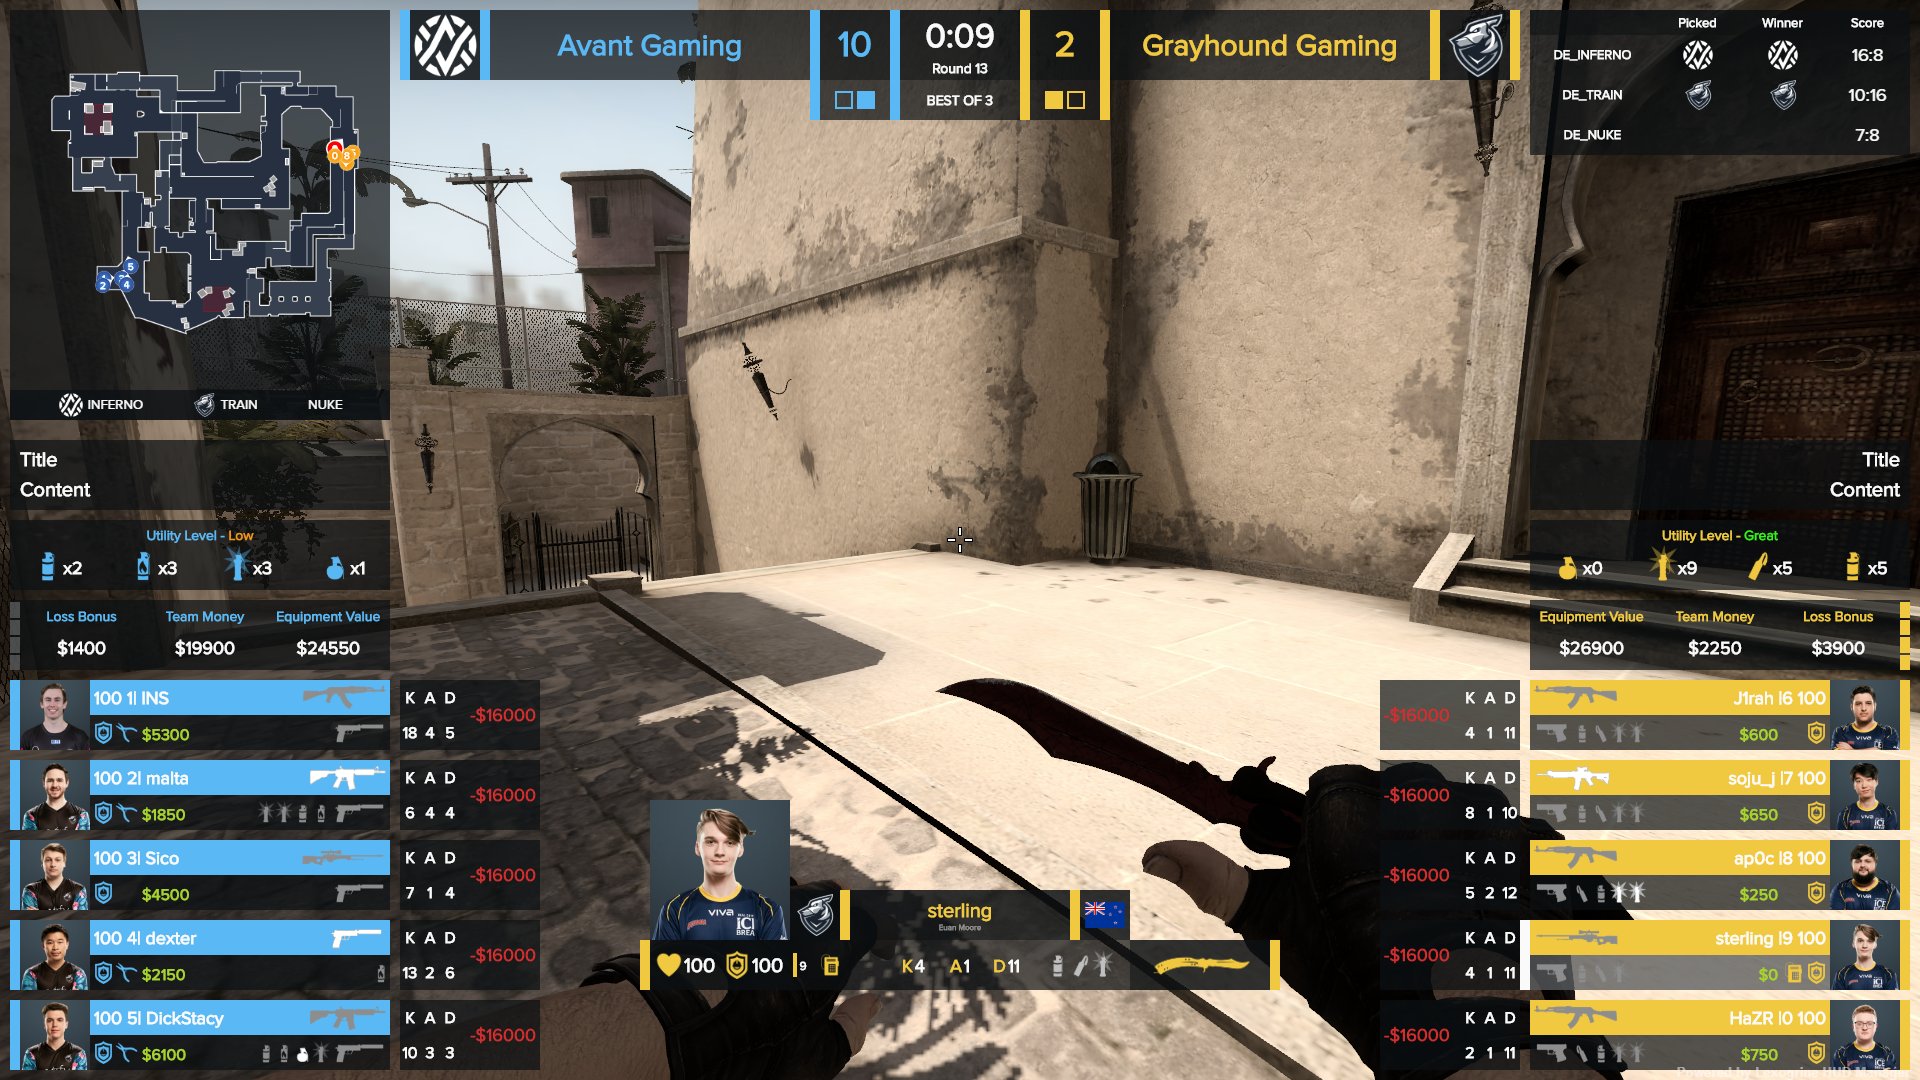 Avant Gaming
10
0:09
Round 13
BEST OF 3
2
Grayhound Gaming
Picked Winner Score
DE_INFERNO 16:8
DE_TRAIN 10:16
DE_NUKE 7:8
0 8
5
2 4
INFERNO TRAIN NUKE
Title
Content
Utility Level - Low
x2 x3 x3 x1
Loss Bonus Team Money Equipment Value
$1400 $19900 $24550
100 1| INS
$5300
K A D
18 4 5
-$16000
100 2| malta
$1850
K A D
6 4 4
-$16000
100 3| Sico
$4500
K A D
7 1 4
-$16000
100 4| dexter
$2150
K A D
13 2 6
-$16000
100 5| DickStacy
$6100
K A D
10 3 3
-$16000
sterling
Euan Moore
100 100 9 K4 A1 D11
Title
Content
Utility Level - Great
x0 x9 x5 x5
Equipment Value Team Money Loss Bonus
$26900 $2250 $3900
-$16000
K A D
4 1 11
J1rah |6 100
$600
-$16000
K A D
8 1 10
soju_j |7 100
$650
-$16000
K A D
5 2 12
ap0c |8 100
$250
-$16000
K A D
4 1 11
sterling |9 100
$0
-$16000
K A D
2 1 11
HaZR |0 100
$750